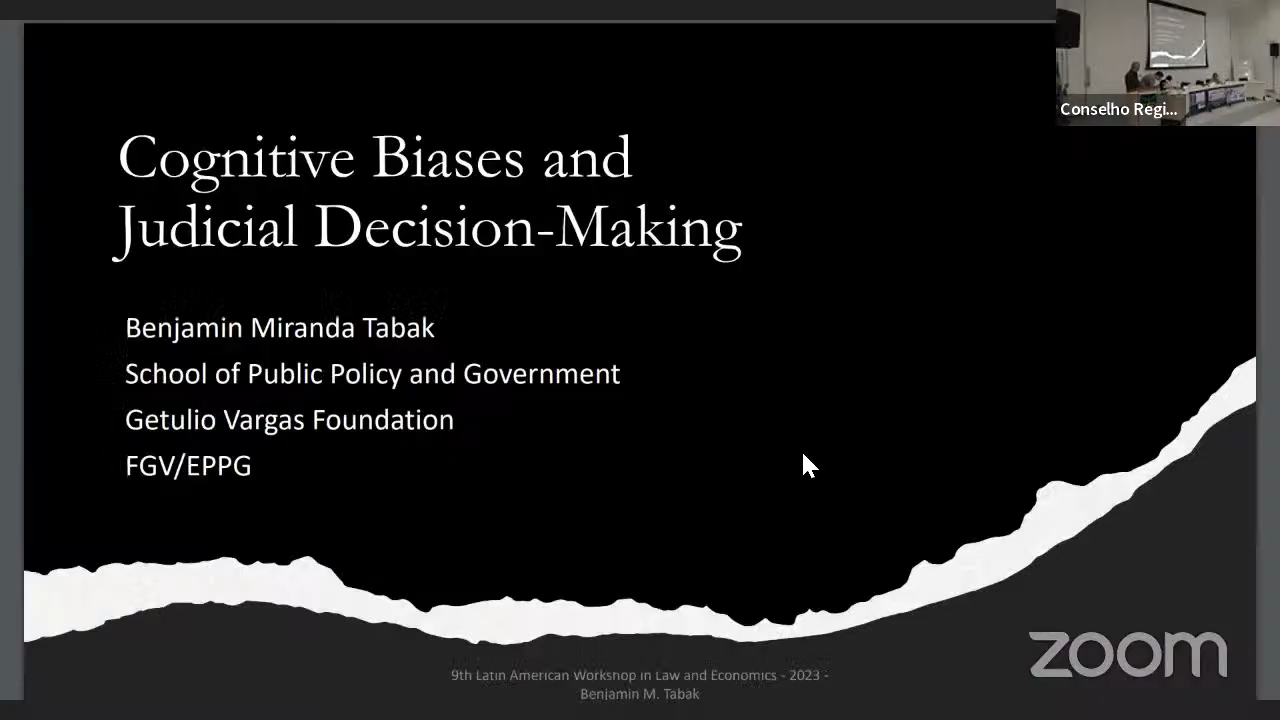 Conselho Regi...
Cognitive Biases and
Judicial Decision-Making
Benjamin Miranda Tabak
School of Public Policy and Government
Getulio Vargas Foundation
FGV/EPPG
zoom
9th Latin American Workshop in Law and Economics - 2023 -
Benjamin M. Tabak